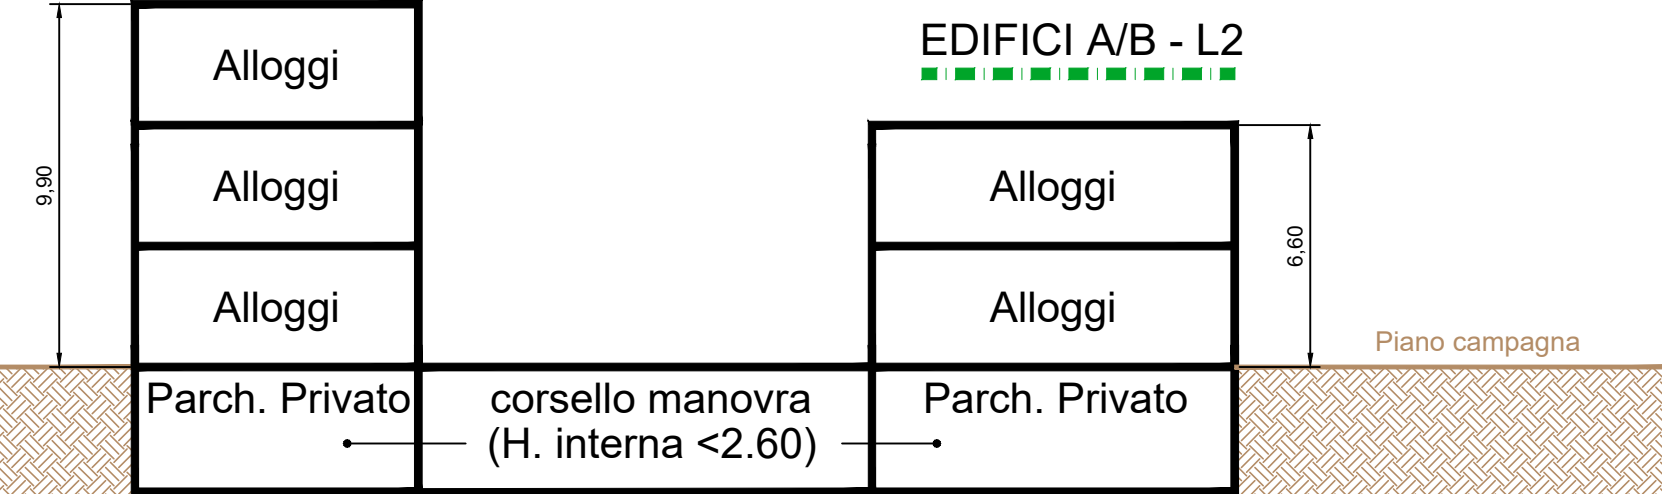 EDIFICI A/B - L2
Alloggi
Alloggi
Alloggi
9,90
Alloggi
Alloggi
6,60
Piano campagna
Parch. Privato
corsello manovra
(H. interna <2.60)
Parch. Privato